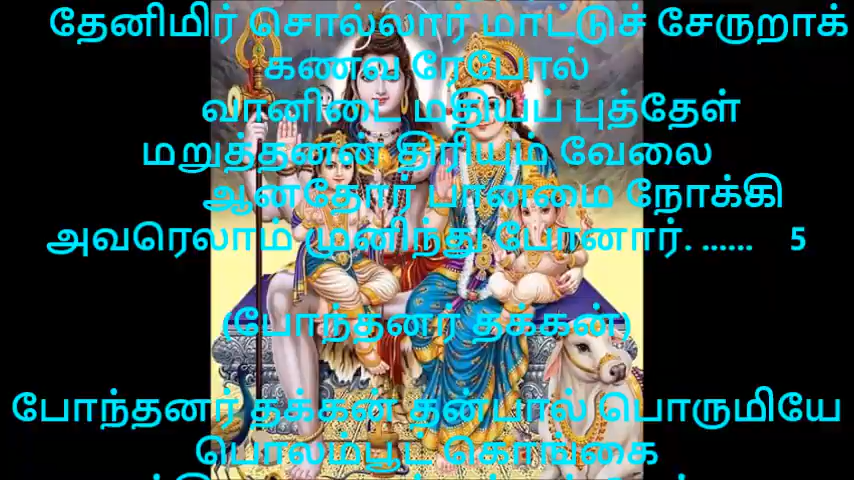 தேனிமிர் சொல்லார் மாட்டுச் சேருறாக்
கணவ ரேபோல்
வானிடை மதியப் புத்தேள்
மறுத்தனன் திரியும் வேலை
ஆனதோர் பான்மை நோக்கி
அவரெலாம் முனிந்து போனார். ...... 5
(போந்தனர் தக்கன்)
போந்தனர் தக்கன் தன்பால் பொருமியே
பொலம்பூட் கொங்கை